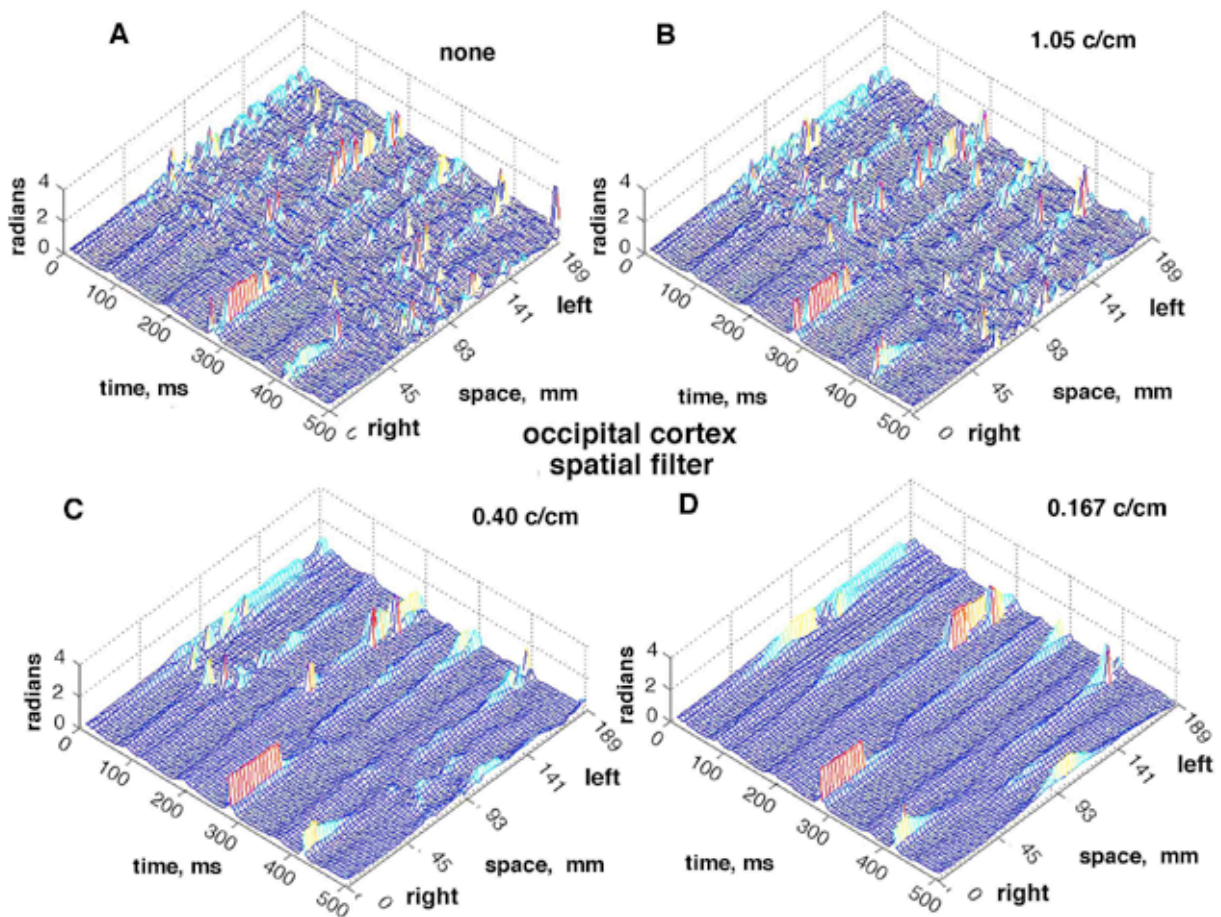 A
none
B
1.05 c/cm
radians
4
2
0
0
100
200
300
400
500
time, ms
right
45
93
141
189
space, mm
left
radians
4
2
0
0
100
200
300
400
500
time, ms
0
right
45
93
141
189
space, mm
left
occipital cortex
spatial filter
C
0.40 c/cm
D
0.167 c/cm
radians
4
2
0
0
100
200
300
400
500
time, ms
0
right
45
93
141
189
space, mm
left
radians
4
2
0
0
100
200
300
400
500
time, ms
0
right
45
93
141
189
space, mm
left